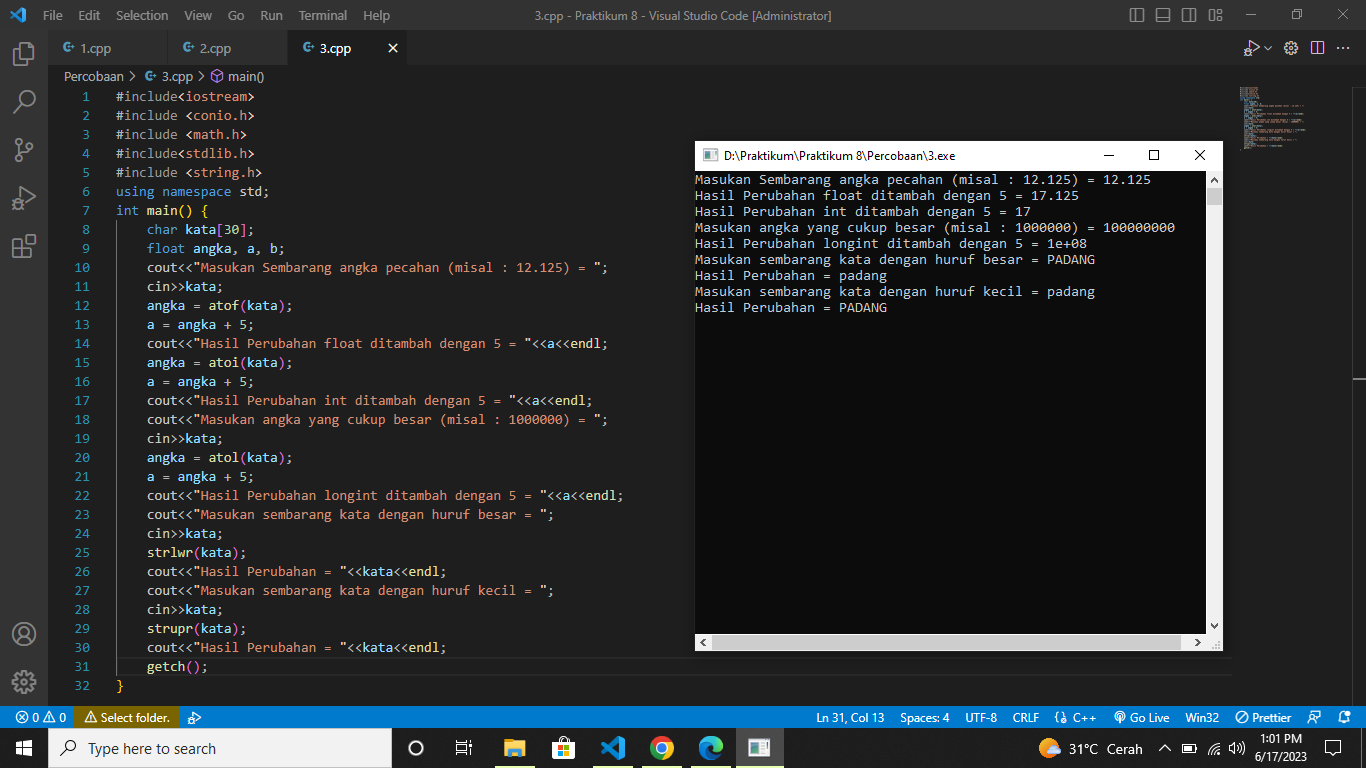 File Edit Selection View Go Run Terminal Help 3.cpp - Praktikum 8 - Visual Studio Code [Administrator]
1.cpp 2.cpp 3.cpp
Percobaan > 3.cpp > main()
1 #include<iostream>
2 #include <conio.h>
3 #include <math.h>
4 #include<stdlib.h>
5 #include <string.h>
6 using namespace std;
7 int main() {
8 char kata[30];
9 float angka, a, b;
10 cout<<"Masukan Sembarang angka pecahan (misal : 12.125) = ";
11 cin>>kata;
12 angka = atof(kata);
13 a = angka + 5;
14 cout<<"Hasil Perubahan float ditambah dengan 5 = "<<a<<endl;
15 angka = atoi(kata);
16 a = angka + 5;
17 cout<<"Hasil Perubahan int ditambah dengan 5 = "<<a<<endl;
18 cout<<"Masukan angka yang cukup besar (misal : 1000000) = ";
19 cin>>kata;
20 angka = atol(kata);
21 a = angka + 5;
22 cout<<"Hasil Perubahan longint ditambah dengan 5 = "<<a<<endl;
23 cout<<"Masukan sembarang kata dengan huruf besar = ";
24 cin>>kata;
25 strlwr(kata);
26 cout<<"Hasil Perubahan = "<<kata<<endl;
27 cout<<"Masukan sembarang kata dengan huruf kecil = ";
28 cin>>kata;
29 strupr(kata);
30 cout<<"Hasil Perubahan = "<<kata<<endl;
31 getch();
32 }
D:\Praktikum\Praktikum 8\Percobaan\3.exe
Masukan Sembarang angka pecahan (misal : 12.125) = 12.125
Hasil Perubahan float ditambah dengan 5 = 17.125
Hasil Perubahan int ditambah dengan 5 = 17
Masukan angka yang cukup besar (misal : 1000000) = 100000000
Hasil Perubahan longint ditambah dengan 5 = 1e+08
Masukan sembarang kata dengan huruf besar = PADANG
Hasil Perubahan = padang
Masukan sembarang kata dengan huruf kecil = padang
Hasil Perubahan = PADANG
0 0 Select folder. Ln 31, Col 13 Spaces: 4 UTF-8 CRLF C++ Go Live Win32 Prettier
Type here to search 31°C Cerah 1:01 PM
6/17/2023